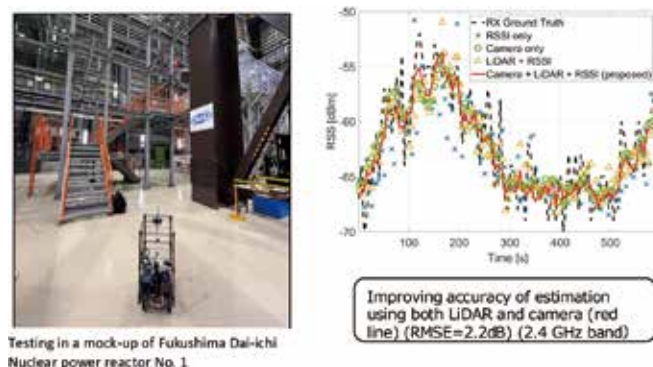 Testing in a mock-up of Fukushima Dai-ichi
Nuclear power reactor No. 1
-50
-55
-60
-65
-70
RSS [dBm]
100
200
300
400
500
Time [s]
RX Ground Truth
RSSI only
Camera only
LiDAR + RSSI
Camera + LiDAR + RSSI (proposed)
Improving accuracy of estimation
using both LiDAR and camera (red
line) (RMSE=2.2dB) (2.4 GHz band)